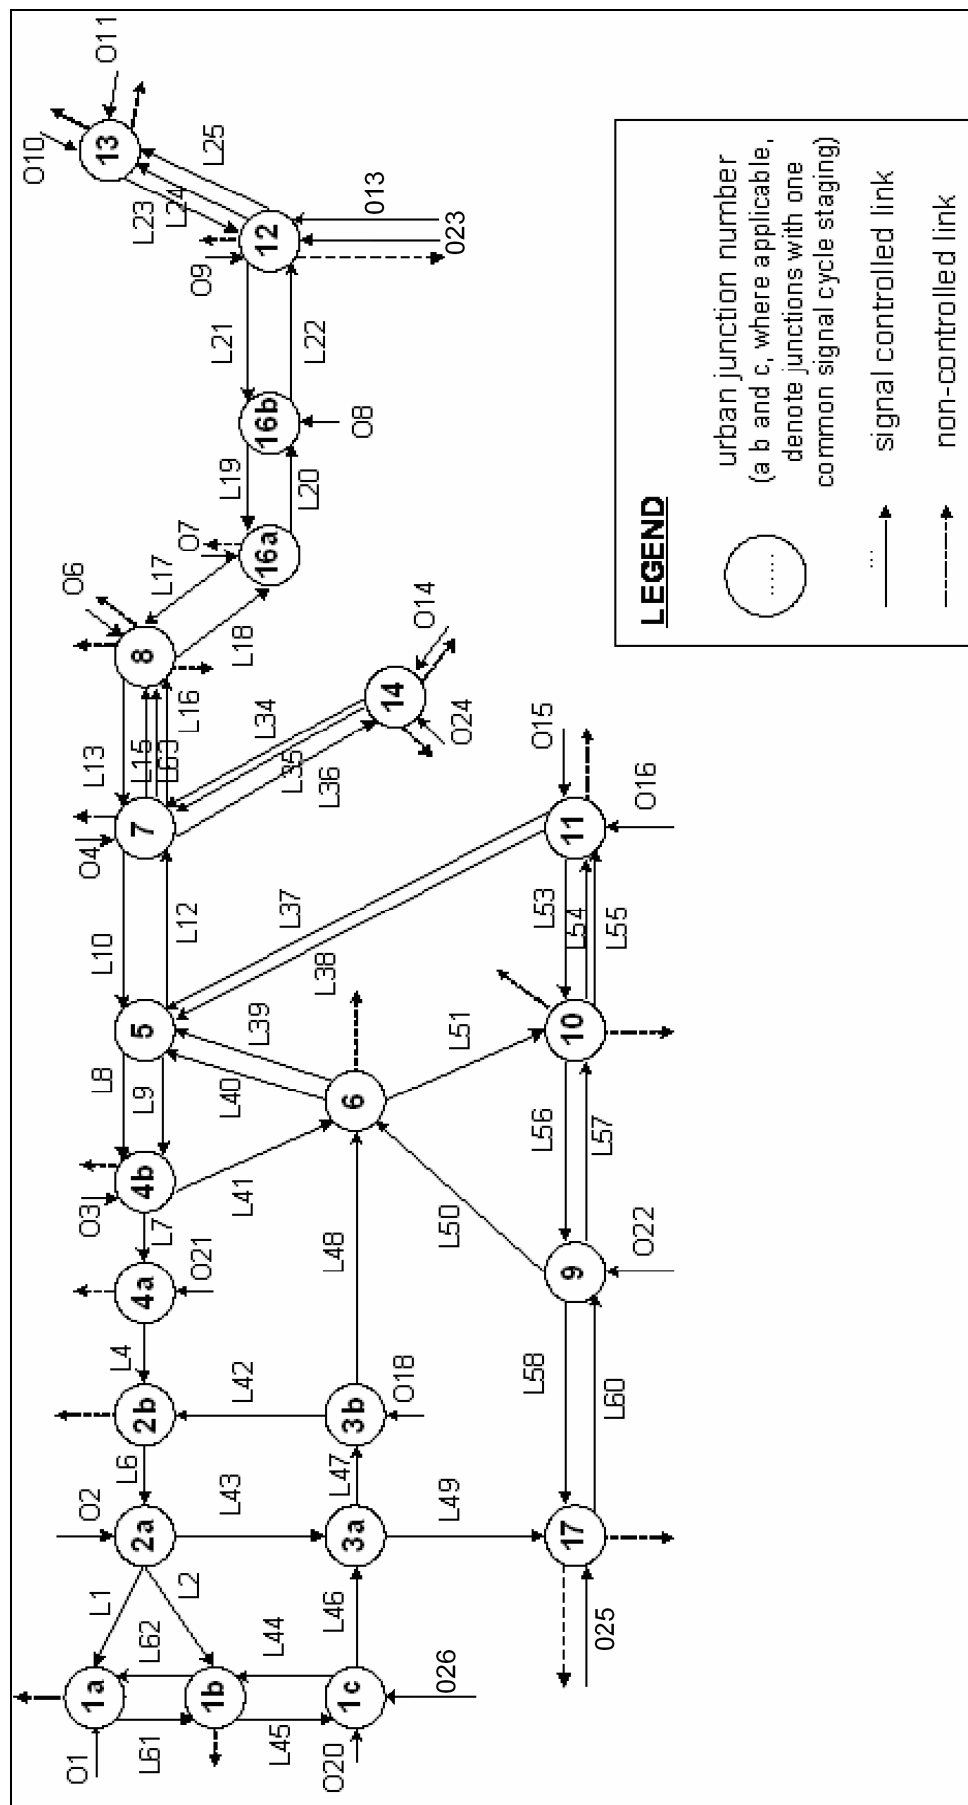 O1
1a
L61
L62
L1
L2
1b
L45
L44
O20
1c
026
L46
O2
2a
L6
2b
L4
4a
L7
O3
4b
O21
L43
L42
3a
L47
3b
O18
L48
L49
17
025
L58
L60
9
O22
L50
L56
L57
L8
L9
5
L10
L12
L41
L40
L39
6
L51
10
L38
L37
L53
L54
L55
11
O15
O16
O4
7
L13
L15
L63
L16
L36
L35
L34
14
O24
O14
O6
8
L17
L18
O7
16a
L19
L20
16b
O8
L21
L22
O9
12
023
013
L23
L24
L25
13
O10
O11
LEGEND
urban junction number
(a b and c, where applicable,
denote junctions with one
common signal cycle staging)
signal controlled link
non-controlled link